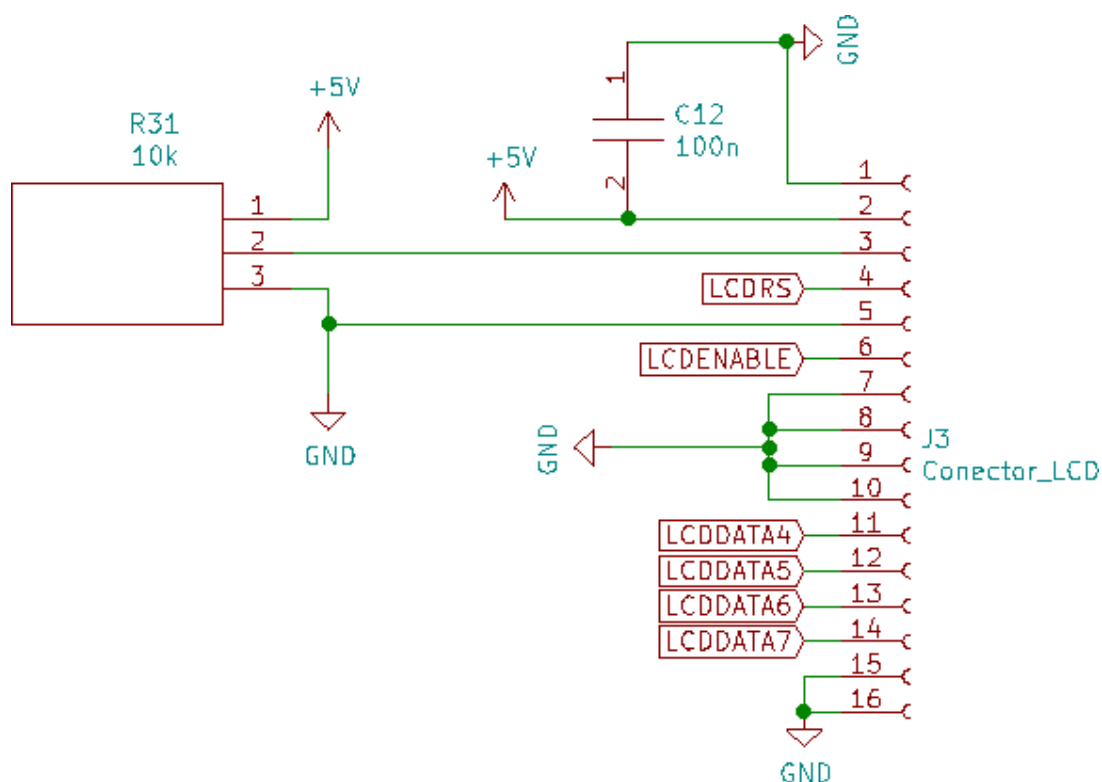 GND
1
C12
100n
2
+5V
R31
10k
+5V
1
2
3
GND
1
2
3
LCDRS
4
5
LCDENABLE
6
7
8
GND
9
10
J3
Conector_LCD
LCDDATA4
11
LCDDATA5
12
LCDDATA6
13
LCDDATA7
14
15
16
GND